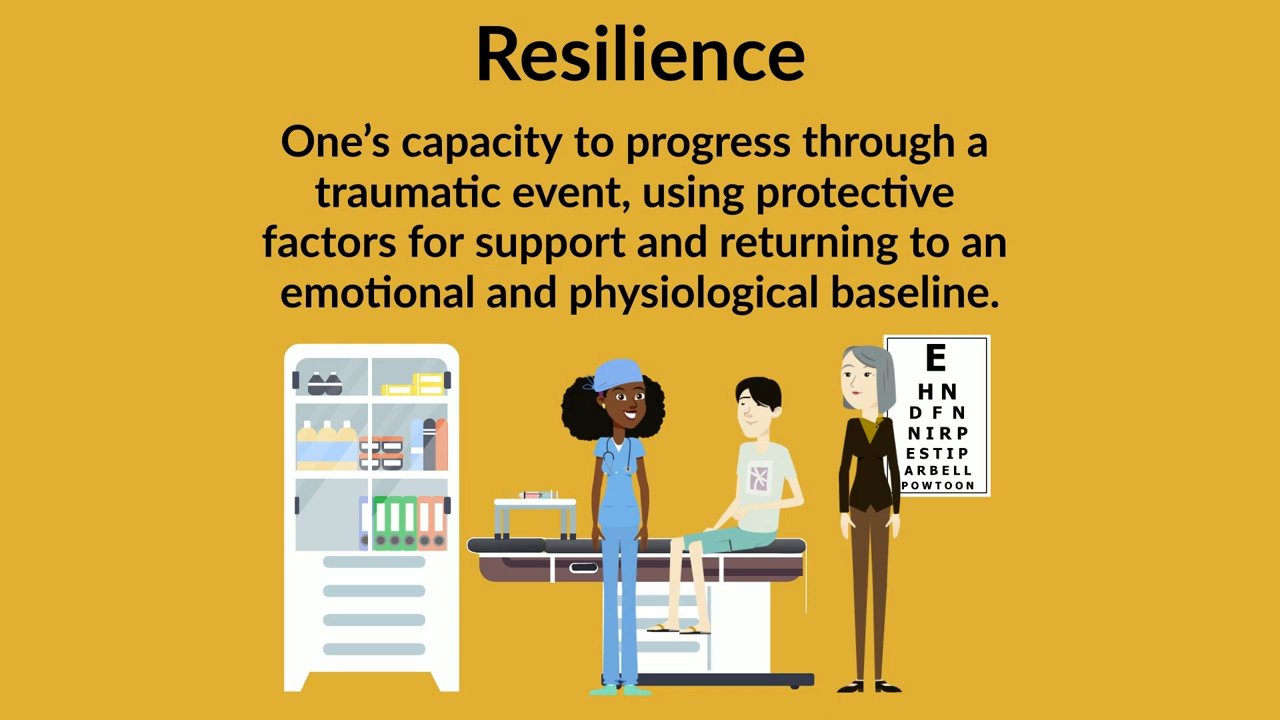 Resilience
One’s capacity to progress through a
traumatic event, using protective
factors for support and returning to an
emotional and physiological baseline.
E
H N
D F N
N I R P
E S T I P
A R B E L L
P O W T O O N